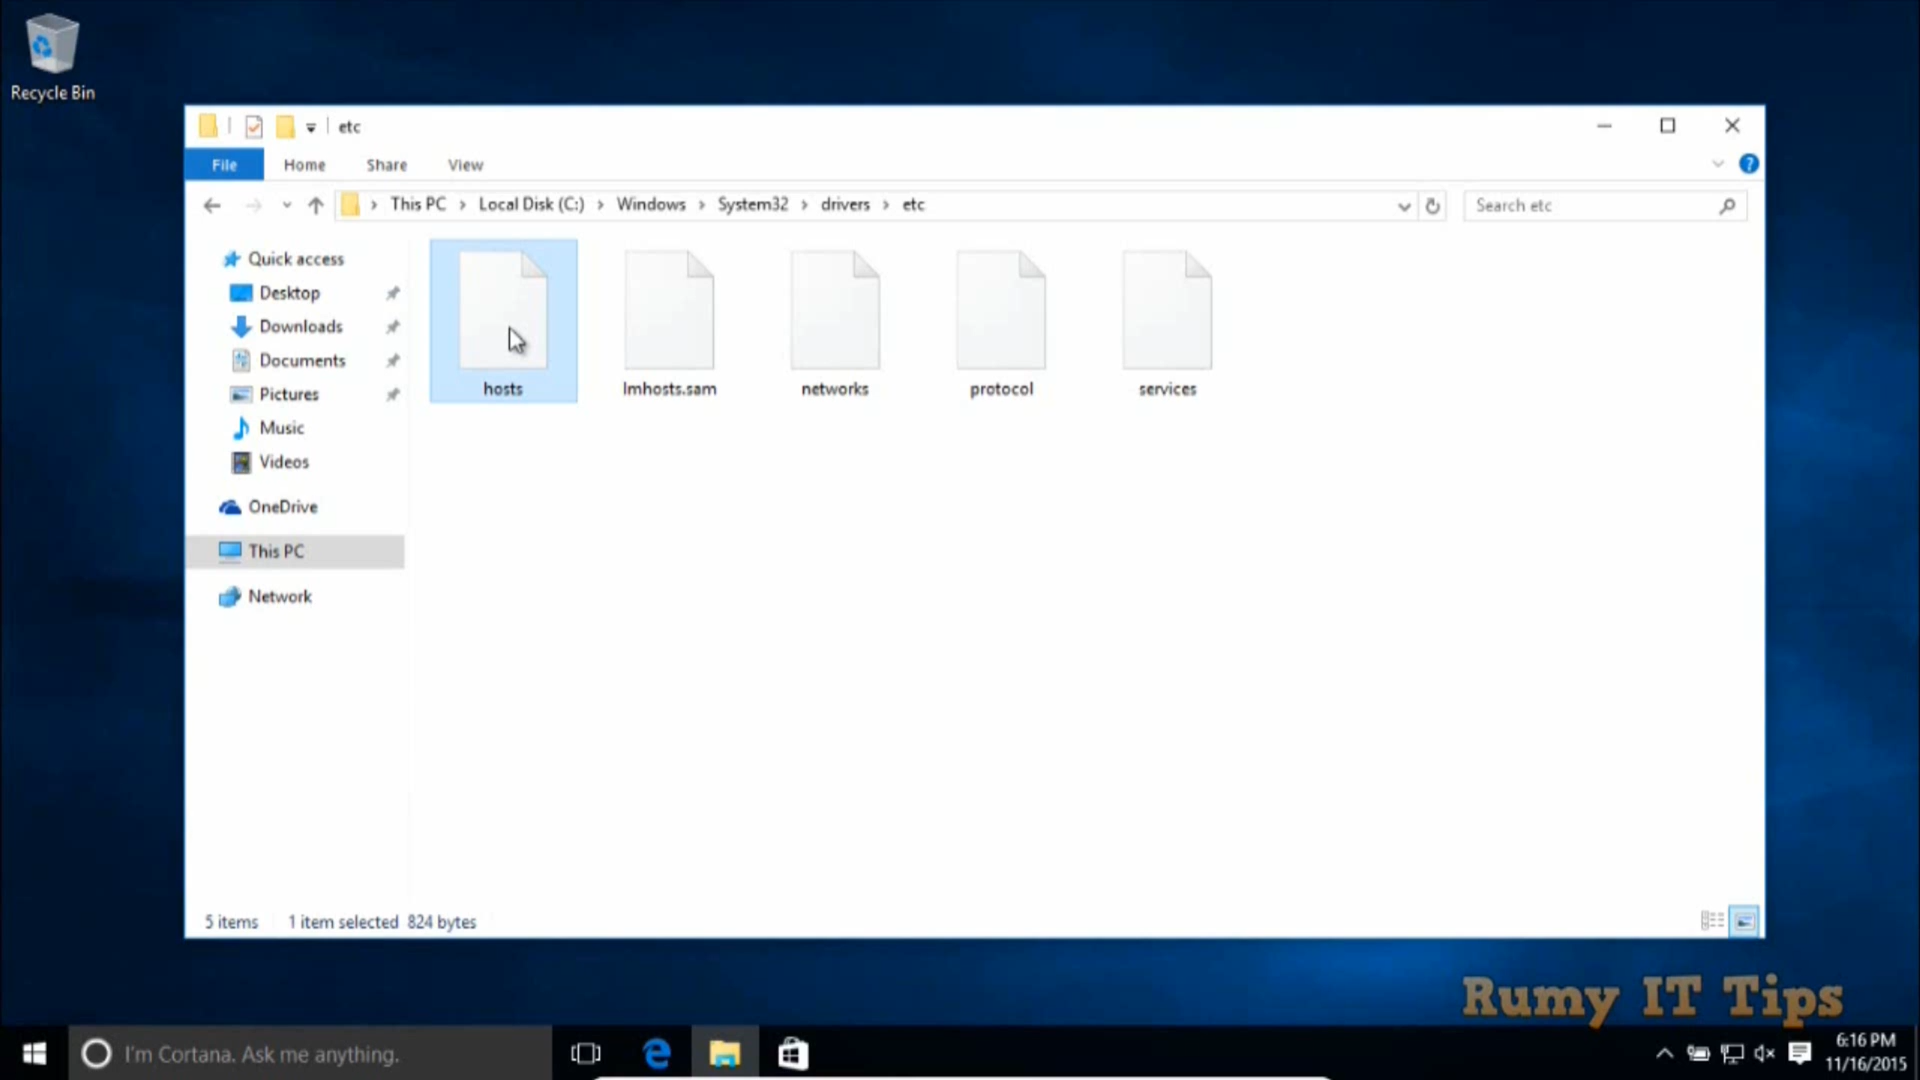 Recycle Bin
etc
File Home Share View
This PC Local Disk (C:) Windows System32 drivers etc
Search etc
Quick access
Desktop
Downloads
Documents
Pictures
Music
Videos
OneDrive
This PC
Network
hosts
lmhosts.sam
networks
protocol
services
5 items 1 item selected 824 bytes
Rumy IT Tips
I'm Cortana. Ask me anything.
6:16 PM
11/16/2015